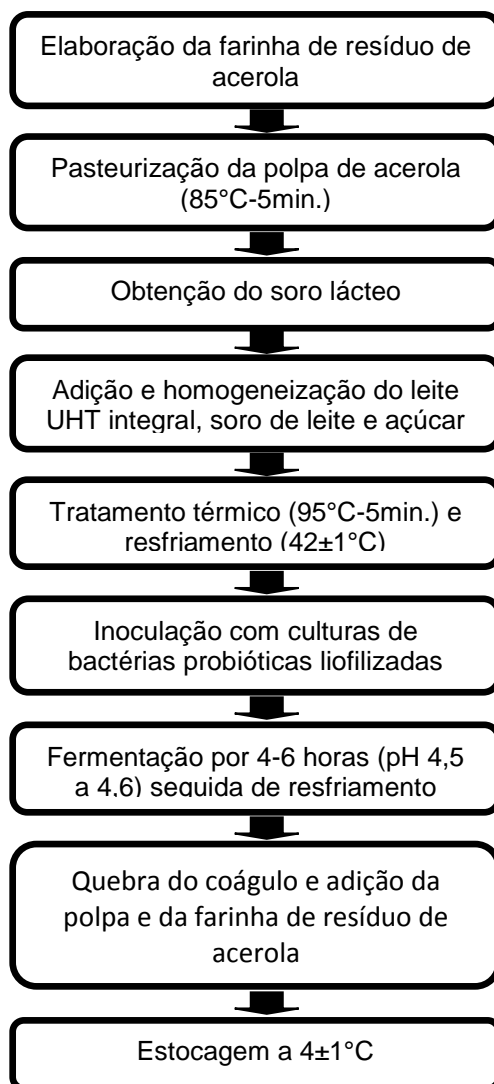 Elaboração da farinha de resíduo de
acerola
Pasteurização da polpa de acerola
(85°C-5min.)
Obtenção do soro lácteo
Adição e homogeneização do leite
UHT integral, soro de leite e açúcar
Tratamento térmico (95°C-5min.) e
resfriamento (42±1°C)
Inoculação com culturas de
bactérias probióticas liofilizadas
Fermentação por 4-6 horas (pH 4,5
a 4,6) seguida de resfriamento
Quebra do coágulo e adição da
polpa e da farinha de resíduo de
acerola
Estocagem a 4±1°C